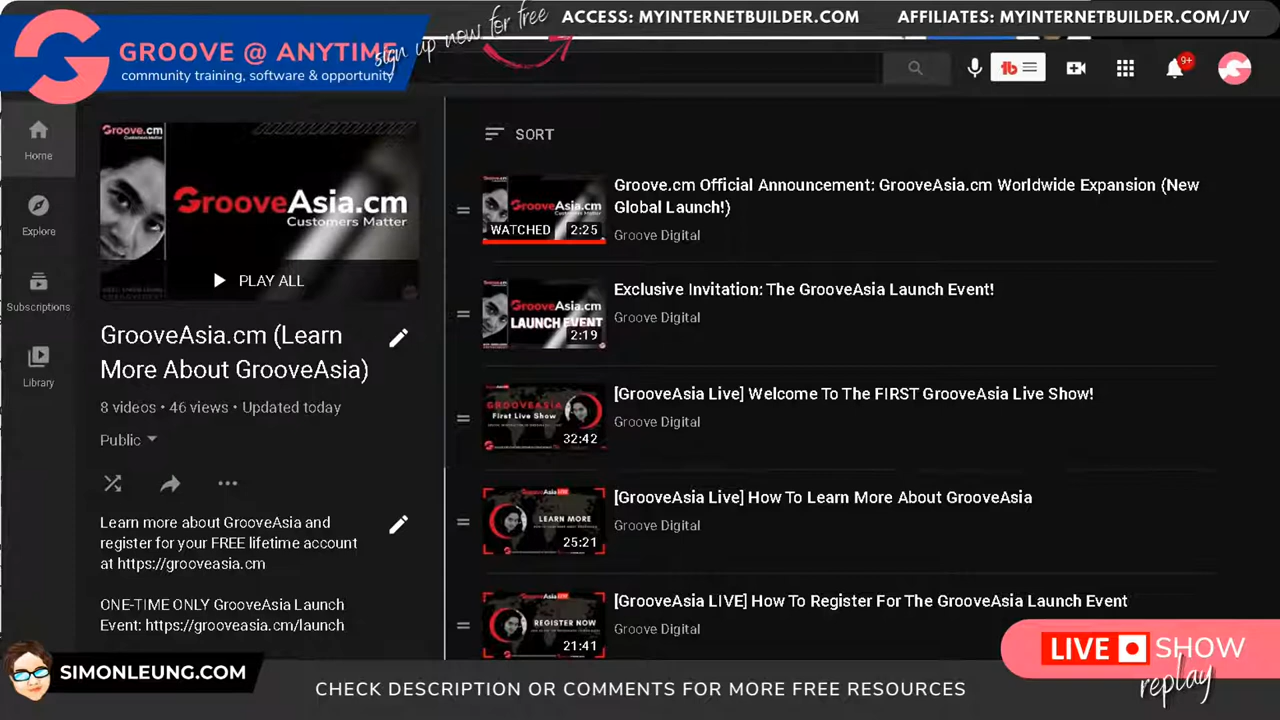 sign up now for free
ACCESS: MYINTERNETBUILDER.COM
AFFILIATES: MYINTERNETBUILDER.COM/JV
GROOVE @ ANYTIME
community training, software & opportunity
9+
Home
Explore
Subscriptions
Library
Groove.cm
Customers Matter
GrooveAsia.cm
Customers Matter
PLAY ALL
GrooveAsia.cm (Learn
More About GrooveAsia)
8 videos • 46 views • Updated today
Public
Learn more about GrooveAsia and
register for your FREE lifetime account
at https://grooveasia.cm
ONE-TIME ONLY GrooveAsia Launch
Event: https://grooveasia.cm/launch
SORT
GrooveAsia.cm
WATCHED
2:25
Groove.cm Official Announcement: GrooveAsia.cm Worldwide Expansion (New
Global Launch!)
Groove Digital
GrooveAsia.cm
LAUNCH EVENT
2:19
Exclusive Invitation: The GrooveAsia Launch Event!
Groove Digital
GROOVEASIA
First Live Show
32:42
[GrooveAsia Live] Welcome To The FIRST GrooveAsia Live Show!
Groove Digital
LEARN MORE
25:21
[GrooveAsia Live] How To Learn More About GrooveAsia
Groove Digital
REGISTER NOW
21:41
[GrooveAsia LIVE] How To Register For The GrooveAsia Launch Event
Groove Digital
LIVE SHOW
replay
SIMONLEUNG.COM
CHECK DESCRIPTION OR COMMENTS FOR MORE FREE RESOURCES